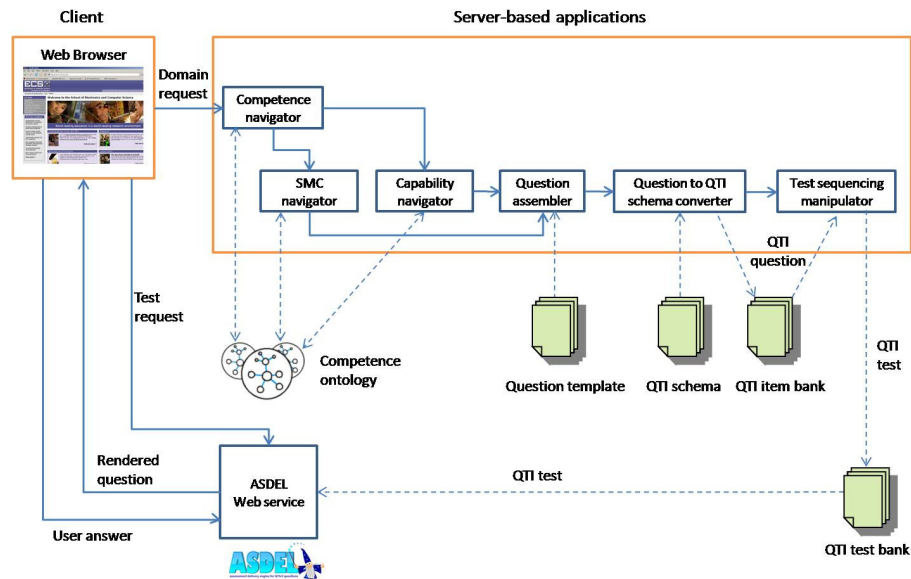 Client
Server-based applications
Web Browser
ECS
Domain
request
Competence
navigator
SMC
navigator
Capability
navigator
Question
assembler
Question to QTI
schema converter
Test sequencing
manipulator
QTI
question
Test
request
Competence
ontology
Question template
QTI schema
QTI item bank
QTI
test
Rendered
question
ASDEL
Web service
QTI test
User answer
QTI test bank
ASDEL